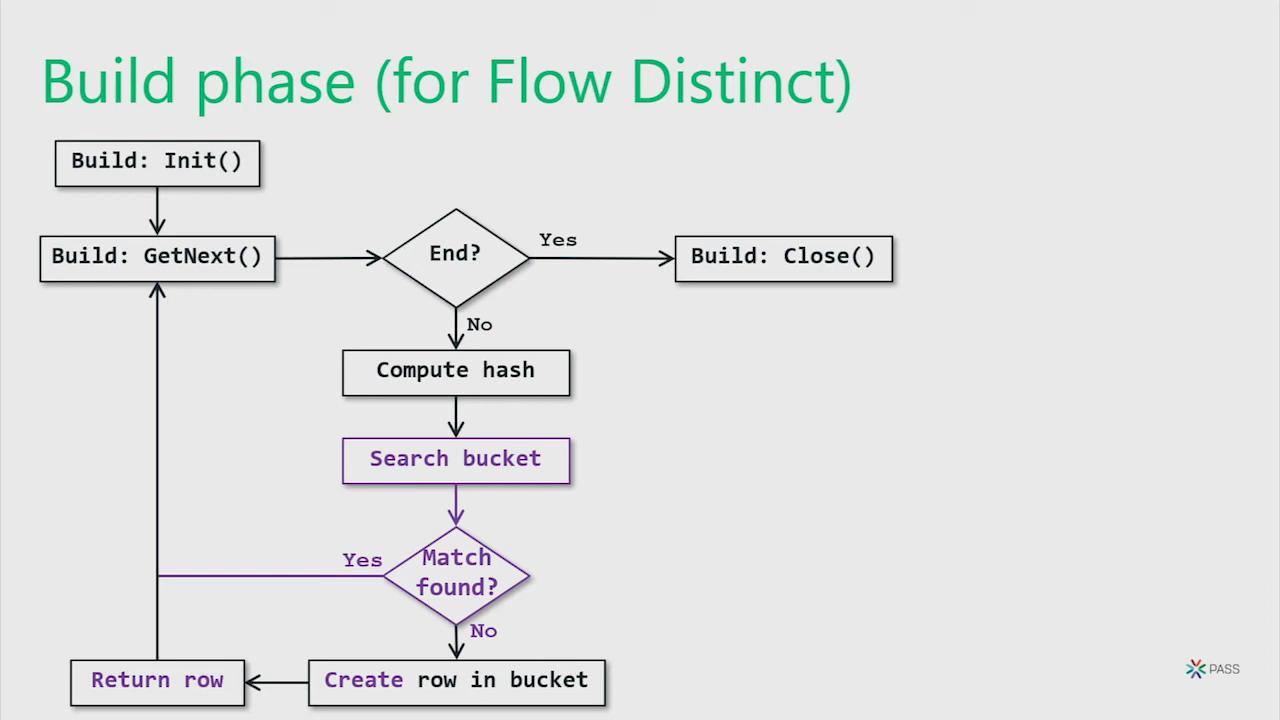 Build phase (for Flow Distinct)
Build: Init()
Build: GetNext()
End?
Yes
Build: Close()
No
Compute hash
Search bucket
Yes
Match
found?
No
Return row
Create row in bucket
PASS